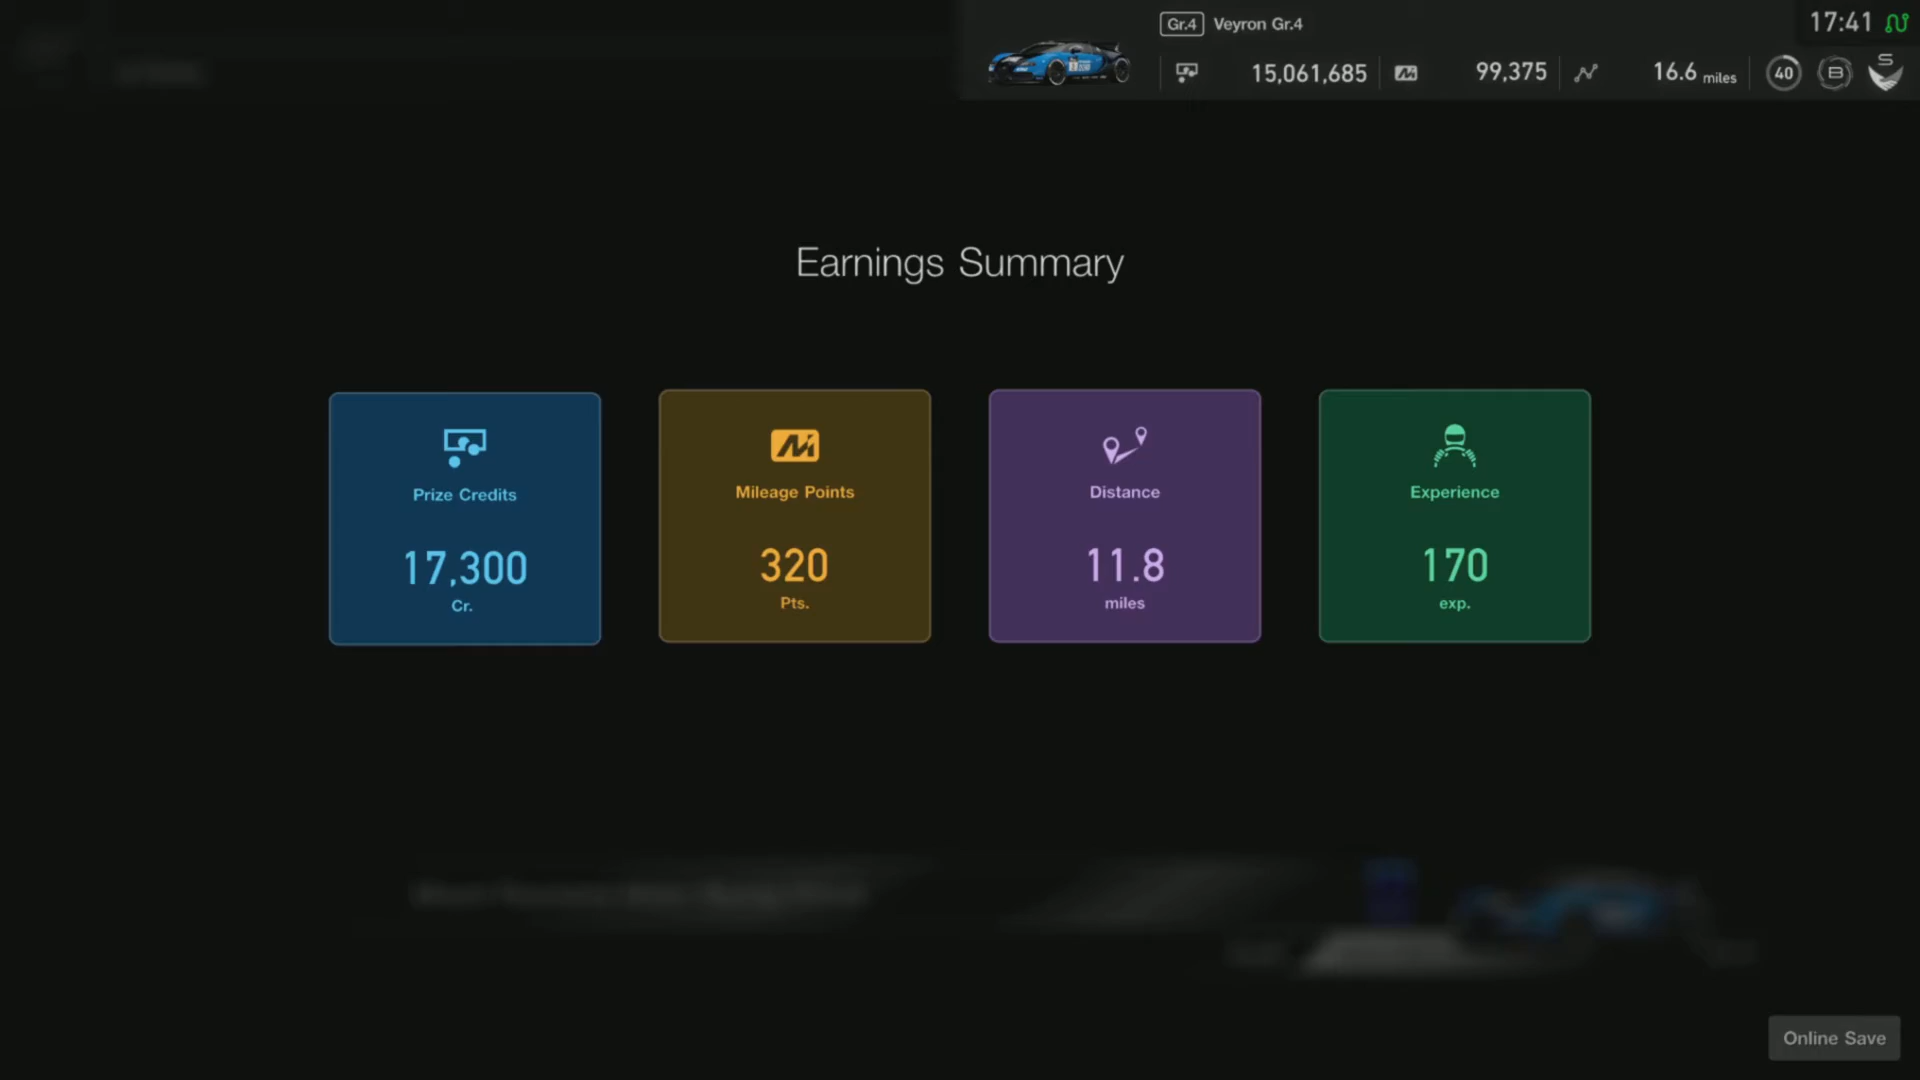 Gr.4 Veyron Gr.4
17:41
15,061,685
99,375
16.6 miles
40
B
S
Earnings Summary
Prize Credits
17,300
Cr.
Mileage Points
320
Pts.
Distance
11.8
miles
Experience
170
exp.
Online Save